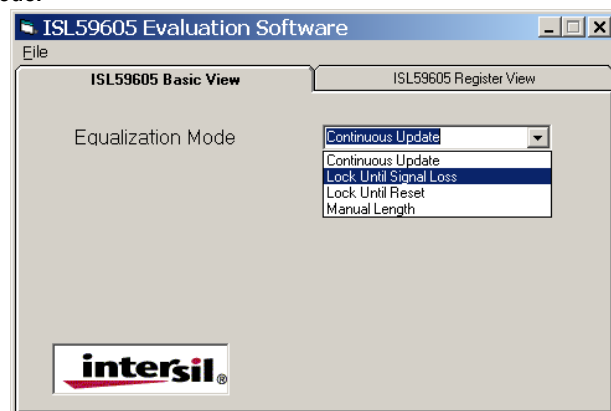 ISL59605 Evaluation Software
File
ISL59605 Basic View
ISL59605 Register View
Equalization Mode
Continuous Update
Continuous Update
Lock Until Signal Loss
Lock Until Reset
Manual Length
intersil®